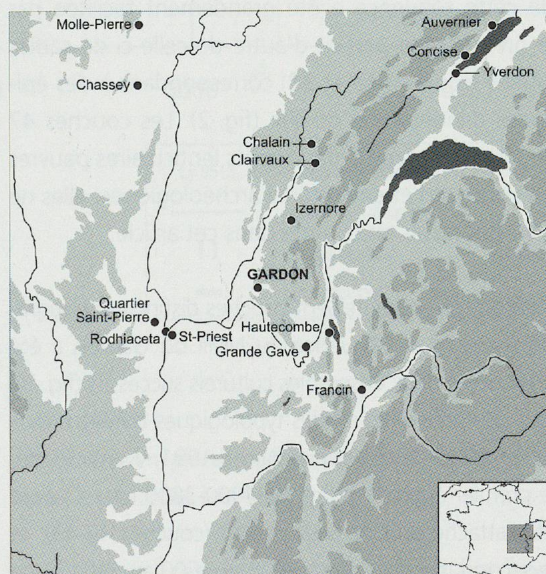 Molle-Pierre
Auvernier
Concise
Yverdon
Chassey
Chalain
Clairvaux
Izernore
GARDON
Quartier
Saint-Pierre
Rodhiaceta
St-Priest
Hautecombe
Grande Gave
Francin